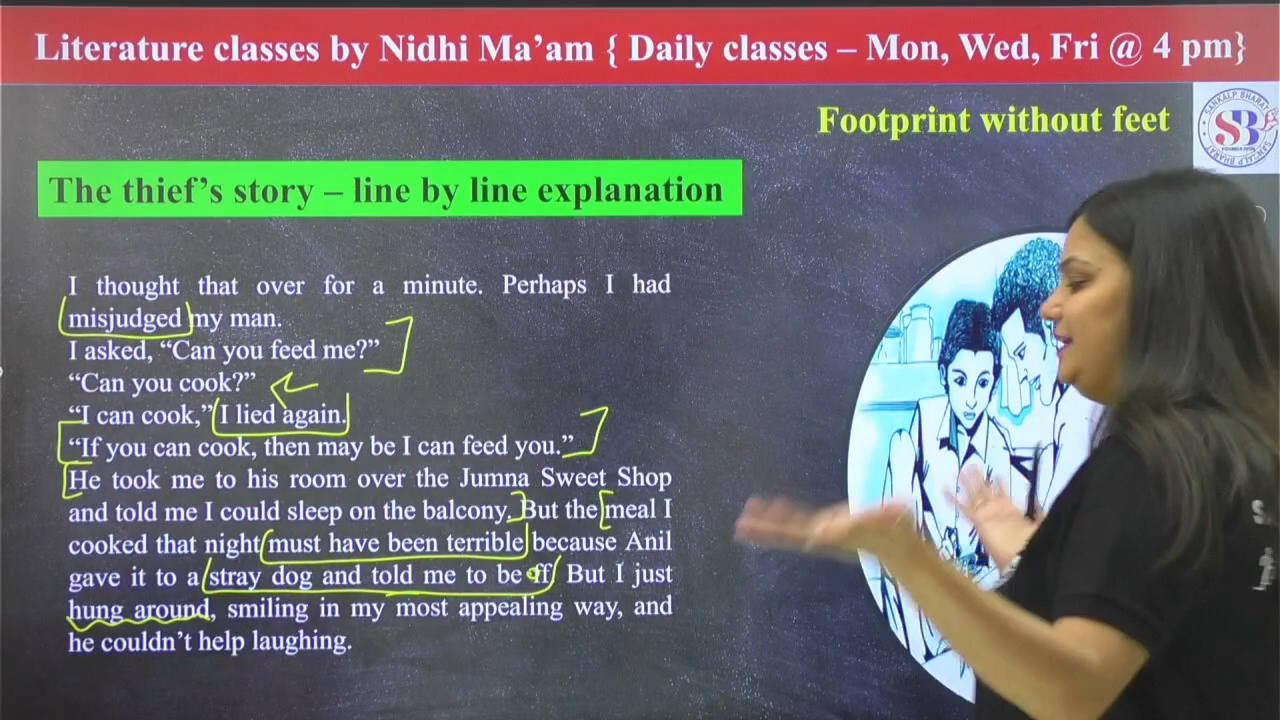 Literature classes by Nidhi Ma’am { Daily classes – Mon, Wed, Fri @ 4 pm}
Footprint without feet
SANKALP BHARAT
SB
FOUNDATION
The thief’s story – line by line explanation
I thought that over for a minute. Perhaps I had
misjudged my man.
I asked, “Can you feed me?”
“Can you cook?”
“I can cook,” I lied again.
“If you can cook, then may be I can feed you.”
He took me to his room over the Jumna Sweet Shop
and told me I could sleep on the balcony. But the meal I
cooked that night must have been terrible because Anil
gave it to a stray dog and told me to be off. But I just
hung around, smiling in my most appealing way, and
he couldn’t help laughing.